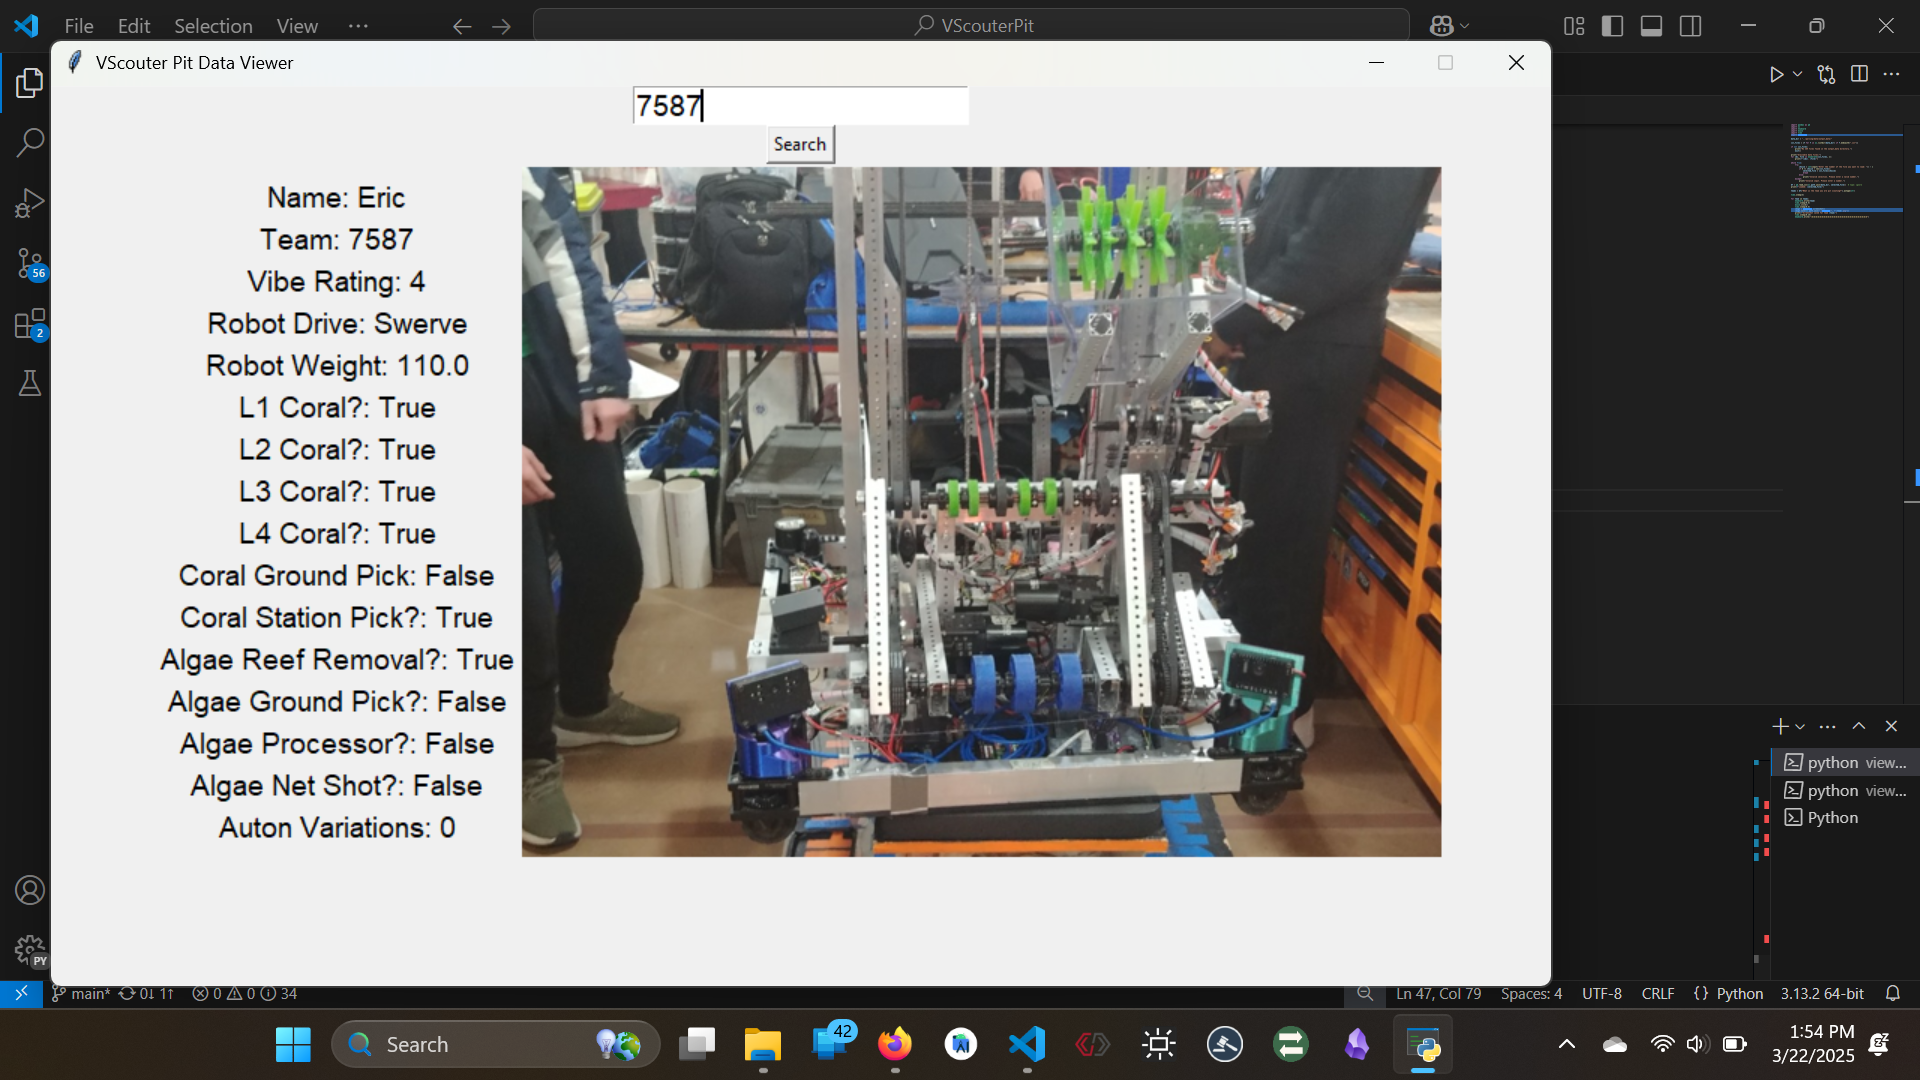 File Edit Selection View ···
VScouterPit
VScouter Pit Data Viewer
7587
Search
Name: Eric
Team: 7587
Vibe Rating: 4
Robot Drive: Swerve
Robot Weight: 110.0
L1 Coral?: True
L2 Coral?: True
L3 Coral?: True
L4 Coral?: True
Coral Ground Pick: False
Coral Station Pick?: True
Algae Reef Removal?: True
Algae Ground Pick?: False
Algae Processor?: False
Algae Net Shot?: False
Auton Variations: 0
56
2
PY
LIMELIGHT
python view...
python view...
Python
main* 0↓ 1↑ 0 0 34
Ln 47, Col 79 Spaces: 4 UTF-8 CRLF {} Python 3.13.2 64-bit
Search
42
1:54 PM
3/22/2025